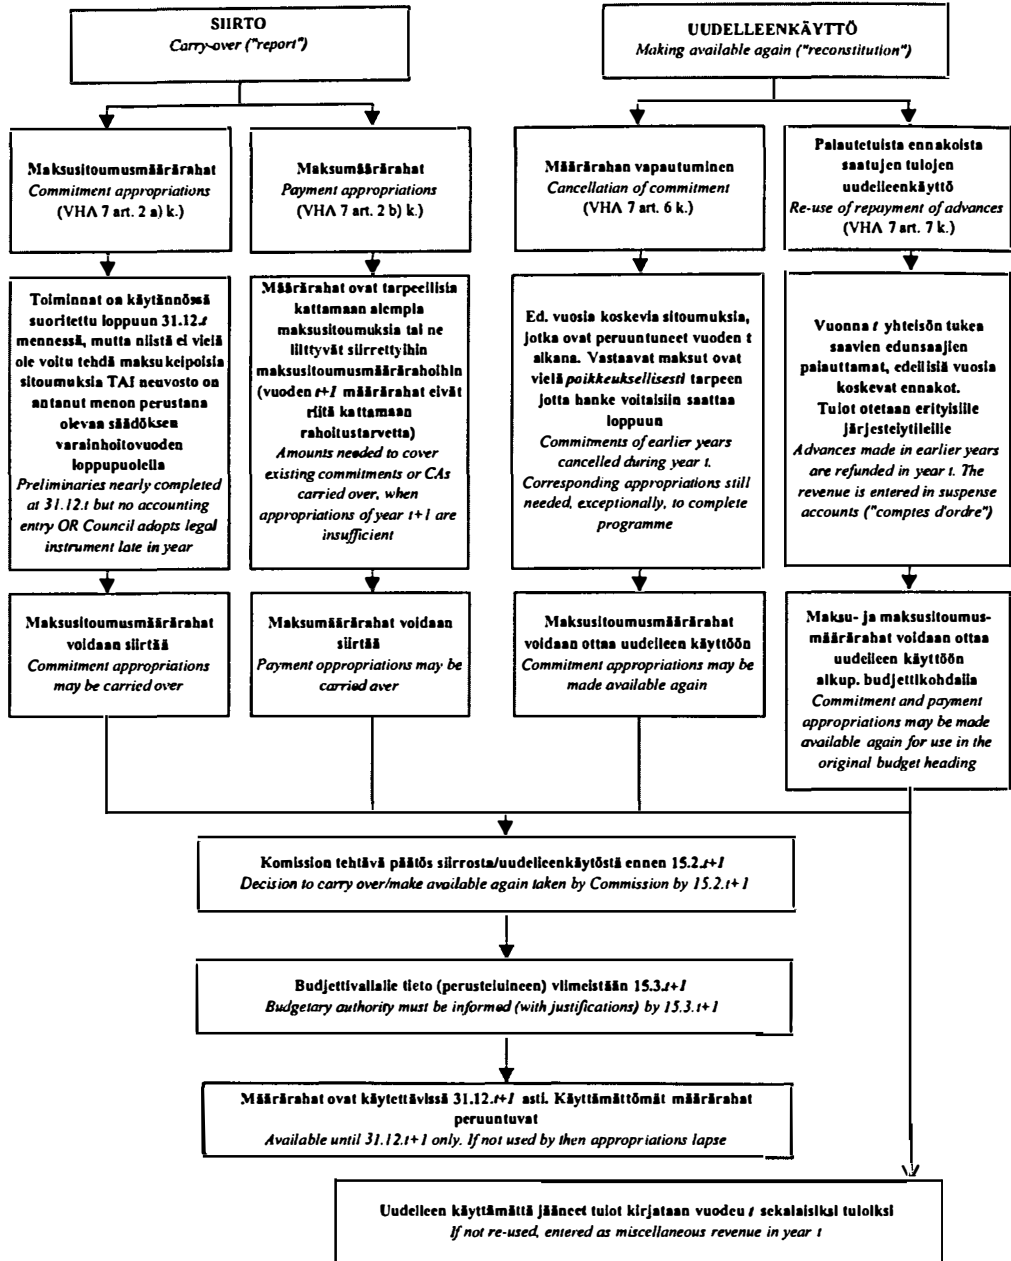 SIIRTO
Carry-over ("report")
UUDELLEENKÄYTTÖ
Making available again ("reconstitution")
Maksusitoumusmäärärahat
Commitment appropriations
(VHA 7 art. 2 a) k.)
Maksumäärärahat
Payment appropriations
(VHA 7 art. 2 b) k.)
Määrärahan vapautuminen
Cancellation of commitment
(VHA 7 art. 6 k.)
Palautetuista ennakoista
saatujen tulojen
uudelleenkäyttö
Re-use of repayment of advances
(VHA 7 art. 7 k.)
Toiminnat on käytännössä
suoritettu loppuun 31.12.t
mennessä, mutta niistä ei vielä
ole voitu tehdä maksukelpoisia
sitoumuksia TAI neuvosto on
antanut menon perustana
olevan säädöksen
varainhoitovuoden
loppupuolella
Preliminaries nearly completed
at 31.12.t but no accounting
entry OR Council adopts legal
instrument late in year
Määrärahat ovat tarpeellisia
kattamaan aiempia
maksusitoumuksia tai ne
liittyvät siirrettyihin
maksusitoumusmäärärahoihin
(vuoden t+1 määrärahat eivät
riitä kattamaan
rahoitustarvetta)
Amounts needed to cover
existing commitments or CAs
carried over, when
appropriations of year t+1 are
insufficient
Ed. vuosia koskevia sitoumuksia,
jotka ovat peruuntuneet vuoden t
aikana. Vastaavat maksut ovat
vielä poikkeuksellisesti tarpeen
jotta hanke voitaisiin saattaa
loppuun
Commitments of earlier years
cancelled during year t.
Corresponding appropriations still
needed, exceptionally, to complete
programme
Vuonna t yhteisön tukea
saavien edunsaajien
palauttamat, edellisiä vuosia
koskevat ennakot.
Tulot otetaan erityisille
järjestelytileille
Advances made in earlier years
are refunded in year t. The
revenue is entered in suspense
accounts ("comptes d'ordre")
Maksusitoumusmäärärahat
voidaan siirtää
Commitment appropriations
may be carried over
Maksumäärärahat voidaan
siirtää
Payment oppropriations may be
carried aver
Maksusitoumusmäärärahat
voidaan ottaa uudelleen käyttöön
Commitment appropriations may be
made available again
Maksu- ja maksusitoumus-
määrärahat voidaan ottaa
uudelleen käyttöön
alkup. budjettikohdalla
Commitment and payment
appropriations may be made
available again for use in the
original budget heading
Komission tehtävä päätös siirrosta/uudelleenkäytöstä ennen 15.2.t+1
Decision to carry over/make available again taken by Commission by 15.2.t+1
Budjettivallalle tieto (perusteluineen) viimeistään 15.3.t+1
Budgetary authority must be informed (with justifications) by 15.3.t+1
Määrärahat ovat käytettävissä 31.12.t+1 asti. Käyttämättömät määrärahat
peruuntuvat
Available until 31.12.t+1 only. If not used by then appropriations lapse
Uudelleen käyttämättä jääneet tulot kirjataan vuoden t sekalaisiksi tuloiksi
If not re-used, entered as miscellaneous revenue in year t